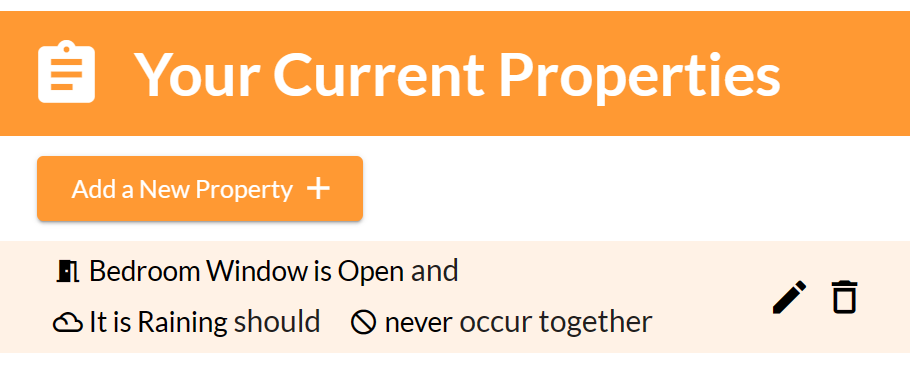 Your Current Properties
Add a New Property +
Bedroom Window is Open and
It is Raining should never occur together